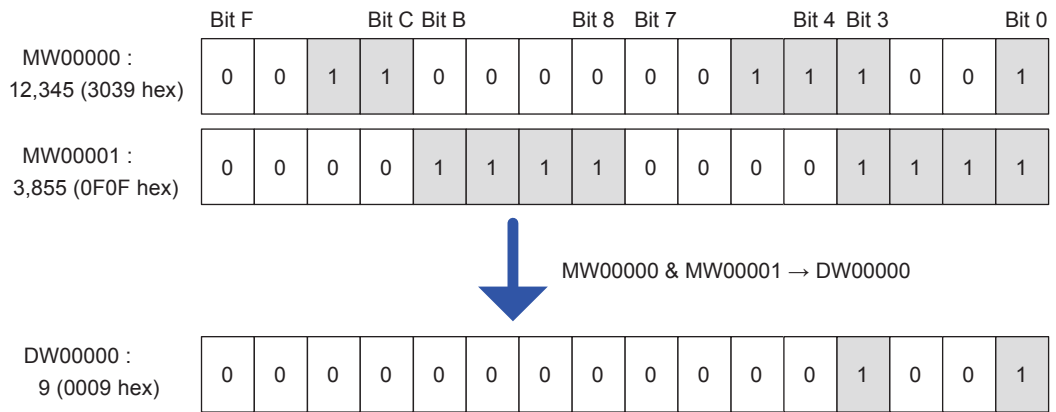 Bit F Bit C Bit B Bit 8 Bit 7 Bit 4 Bit 3 Bit 0
MW00000 :
12,345 (3039 hex)
0 0 1 1 0 0 0 0 0 0 1 1 1 0 0 1
MW00001 :
3,855 (0F0F hex)
0 0 0 0 1 1 1 1 0 0 0 0 1 1 1 1
MW00000 & MW00001 → DW00000
DW00000 :
9 (0009 hex)
0 0 0 0 0 0 0 0 0 0 0 0 1 0 0 1